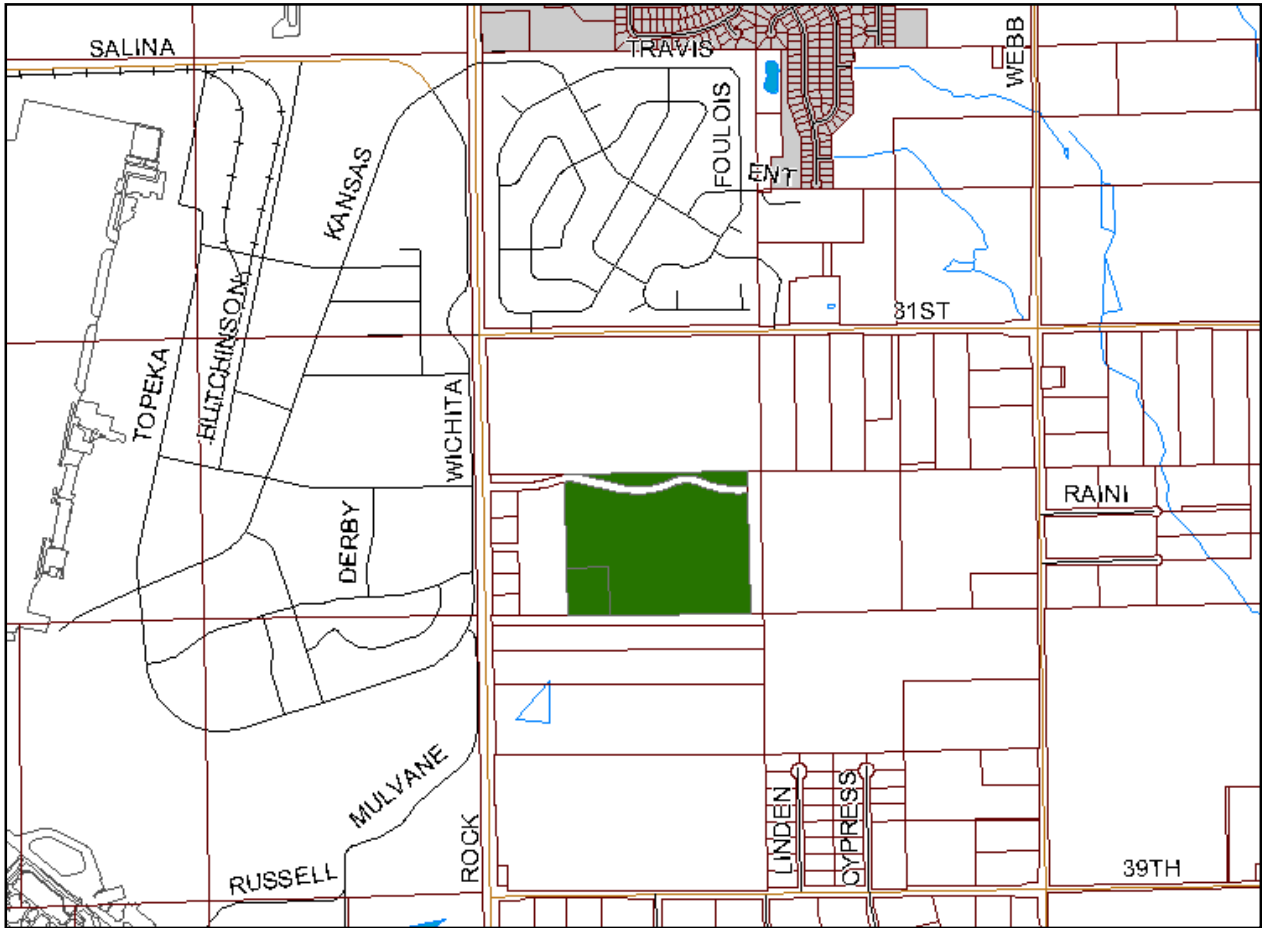 SALINA
TRAVIS
WEBB
FOULOIS
KANSAS
ENT
HUTCHINSON
31ST
TOPEKA
WICHITA
RAINI
DERBY
MULVANE
LINDEN
CYPRESS
ROCK
RUSSELL
39TH